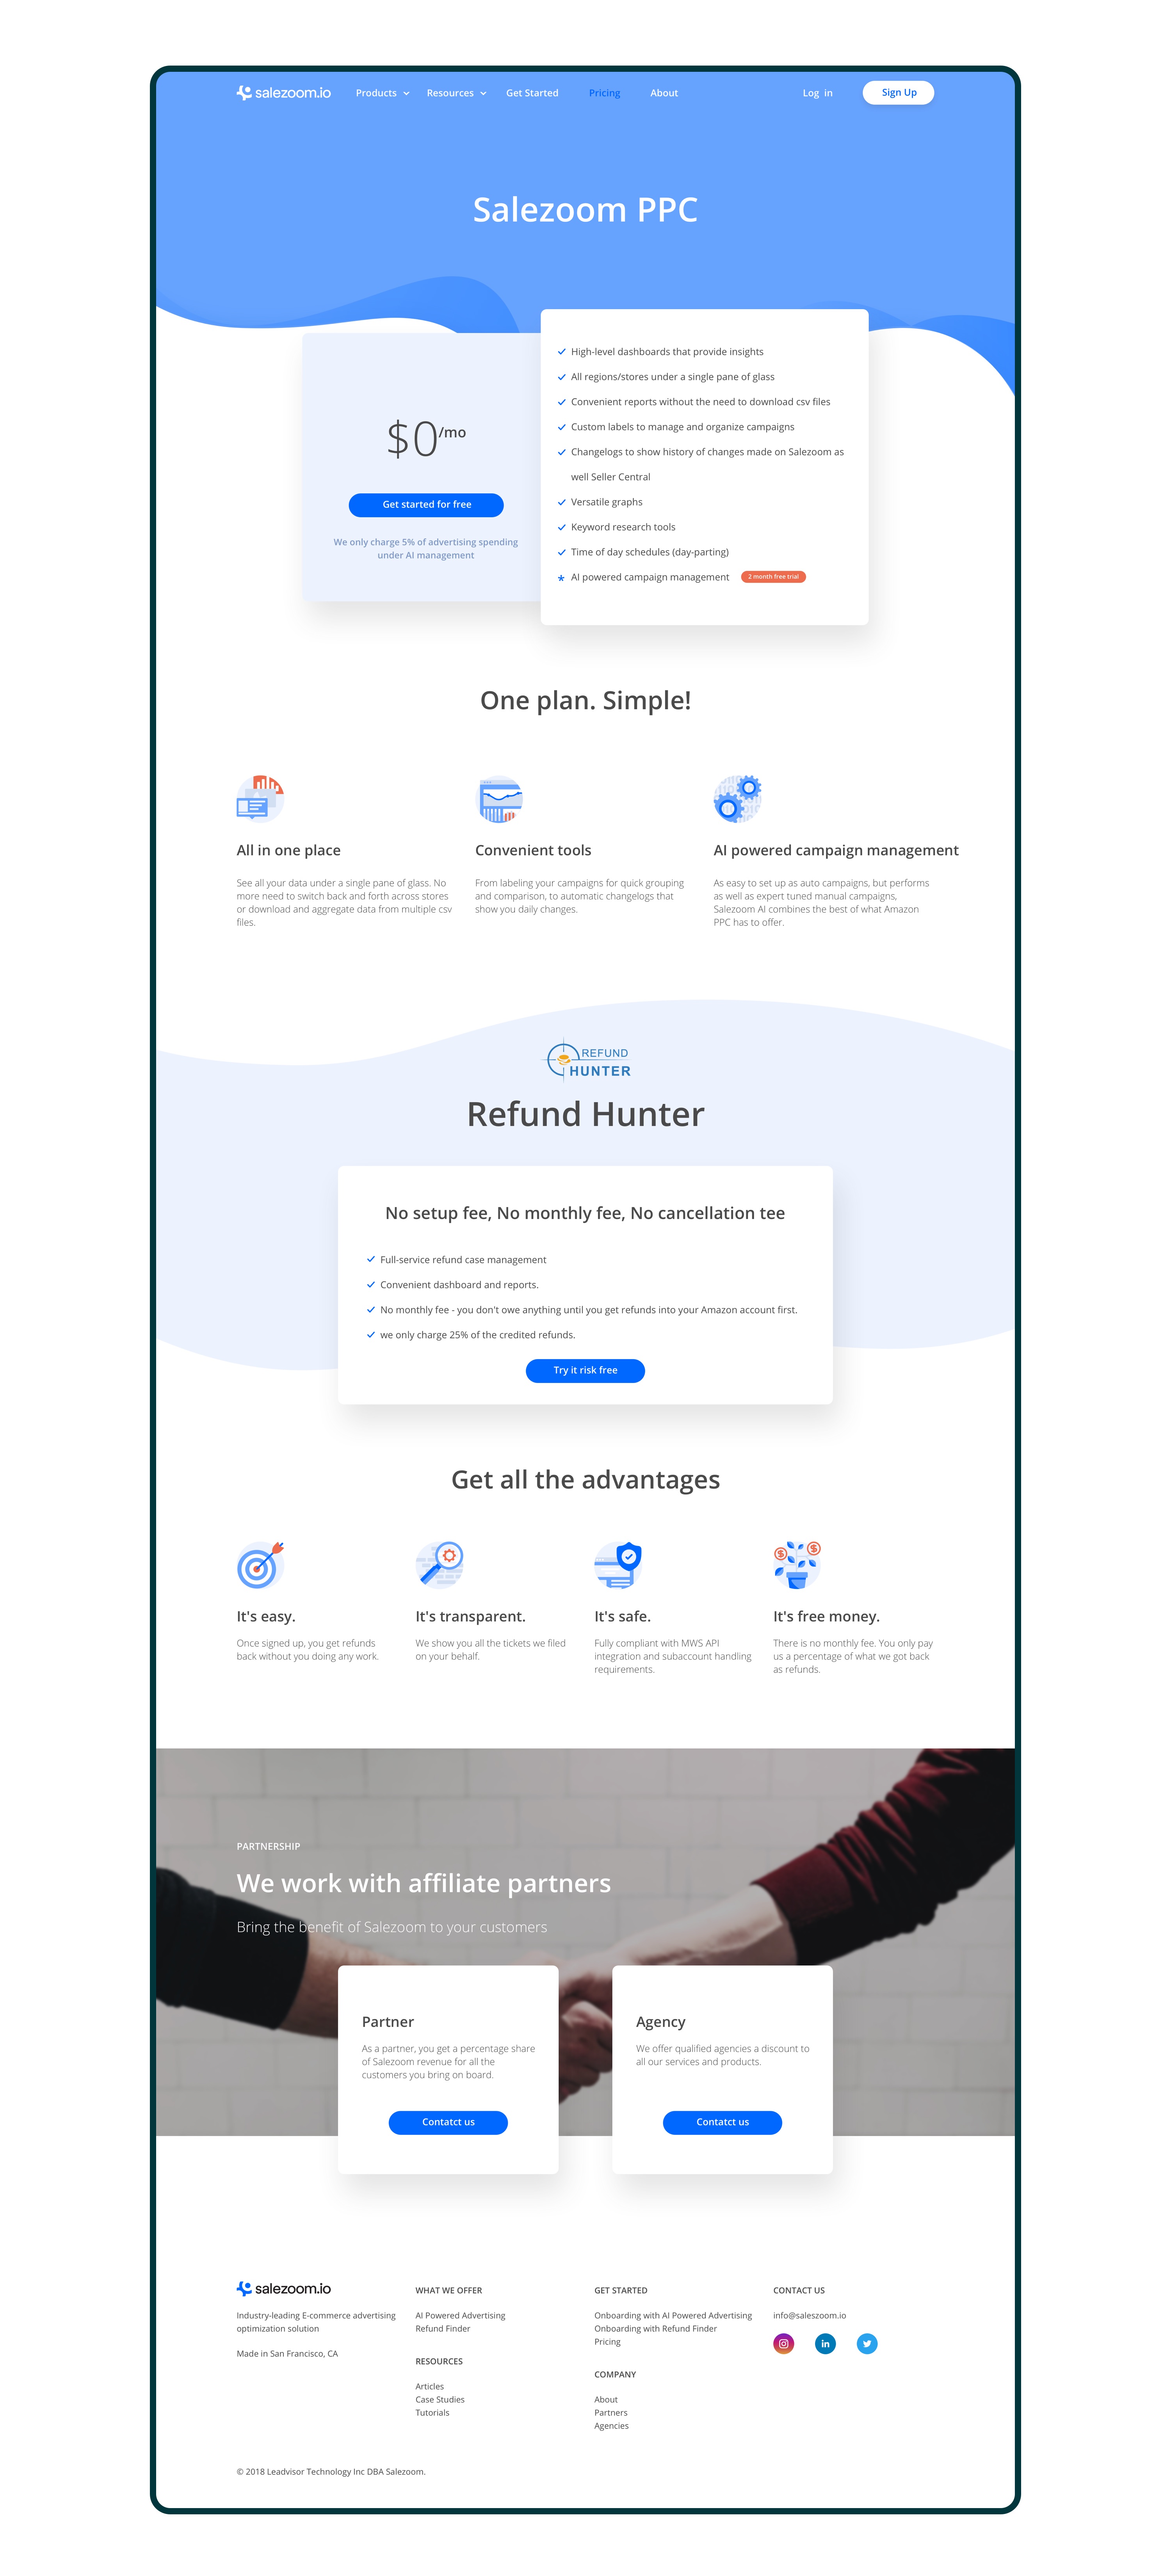 salezoom.io Products Resources Get Started Pricing About Log in Sign Up
Salezoom PPC
$0/mo
Get started for free
We only charge 5% of advertising spending
under AI management
High-level dashboards that provide insights
All regions/stores under a single pane of glass
Convenient reports without the need to download csv files
Custom labels to manage and organize campaigns
Changelogs to show history of changes made on Salezoom as
well Seller Central
Versatile graphs
Keyword research tools
Time of day schedules (day-parting)
* AI powered campaign management 2 month free trial
One plan. Simple!
All in one place
See all your data under a single pane of glass. No
more need to switch back and forth across stores
or download and aggregate data from multiple csv
files.
Convenient tools
From labeling your campaigns for quick grouping
and comparison, to automatic changelogs that
show you daily changes.
AI powered campaign management
As easy to set up as auto campaigns, but performs
as well as expert tuned manual campaigns,
Salezoom AI combines the best of what Amazon
PPC has to offer.
REFUND
HUNTER
Refund Hunter
No setup fee, No monthly fee, No cancellation tee
Full-service refund case management
Convenient dashboard and reports.
No monthly fee - you don't owe anything until you get refunds into your Amazon account first.
we only charge 25% of the credited refunds.
Try it risk free
Get all the advantages
It's easy.
Once signed up, you get refunds
back without you doing any work.
It's transparent.
We show you all the tickets we filed
on your behalf.
It's safe.
Fully compliant with MWS API
integration and subaccount handling
requirements.
$ $
It's free money.
There is no monthly fee. You only pay
us a percentage of what we got back
as refunds.
PARTNERSHIP
We work with affiliate partners
Bring the benefit of Salezoom to your customers
Partner
As a partner, you get a percentage share
of Salezoom revenue for all the
customers you bring on board.
Contatct us
Agency
We offer qualified agencies a discount to
all our services and products.
Contatct us
salezoom.io
Industry-leading E-commerce advertising
optimization solution
Made in San Francisco, CA
WHAT WE OFFER
AI Powered Advertising
Refund Finder
RESOURCES
Articles
Case Studies
Tutorials
GET STARTED
Onboarding with AI Powered Advertising
Onboarding with Refund Finder
Pricing
COMPANY
About
Partners
Agencies
CONTACT US
info@saleszoom.io
in
© 2018 Leadvisor Technology Inc DBA Salezoom.